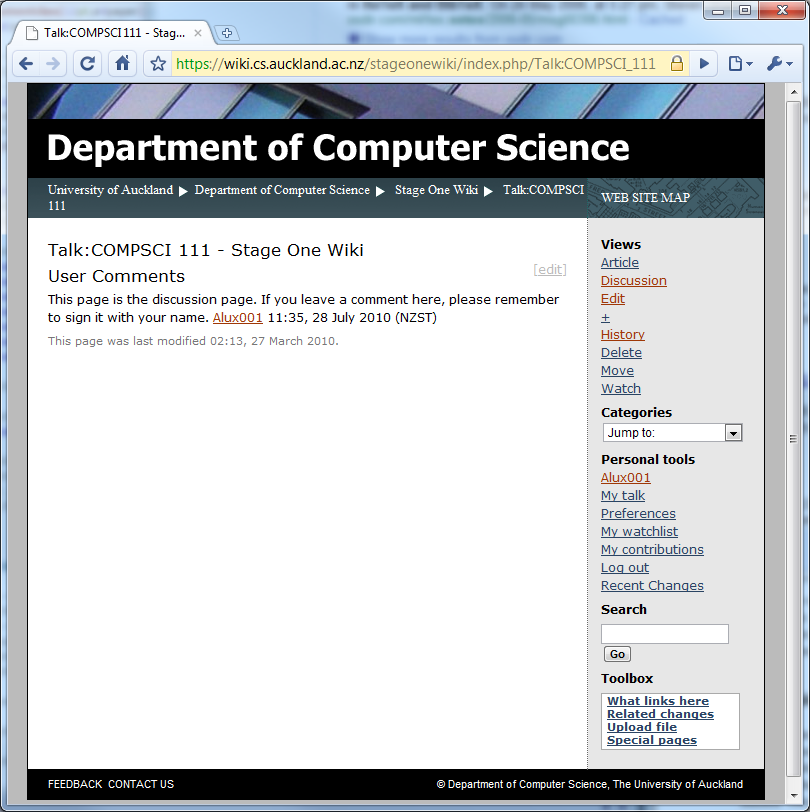 Talk:COMPSCI 111 - Stag...
https://wiki.cs.auckland.ac.nz/stageonewiki/index.php/Talk:COMPSCI_111
Department of Computer Science
University of Auckland Department of Computer Science Stage One Wiki Talk:COMPSCI
111
WEB SITE MAP
Talk:COMPSCI 111 - Stage One Wiki
User Comments
[edit]
This page is the discussion page. If you leave a comment here, please remember
to sign it with your name. Alux001 11:35, 28 July 2010 (NZST)
This page was last modified 02:13, 27 March 2010.
Views
Article
Discussion
Edit
+
History
Delete
Move
Watch
Categories
Jump to:
Personal tools
Alux001
My talk
Preferences
My watchlist
My contributions
Log out
Recent Changes
Search
Go
Toolbox
What links here
Related changes
Upload file
Special pages
FEEDBACK CONTACT US
© Department of Computer Science, The University of Auckland